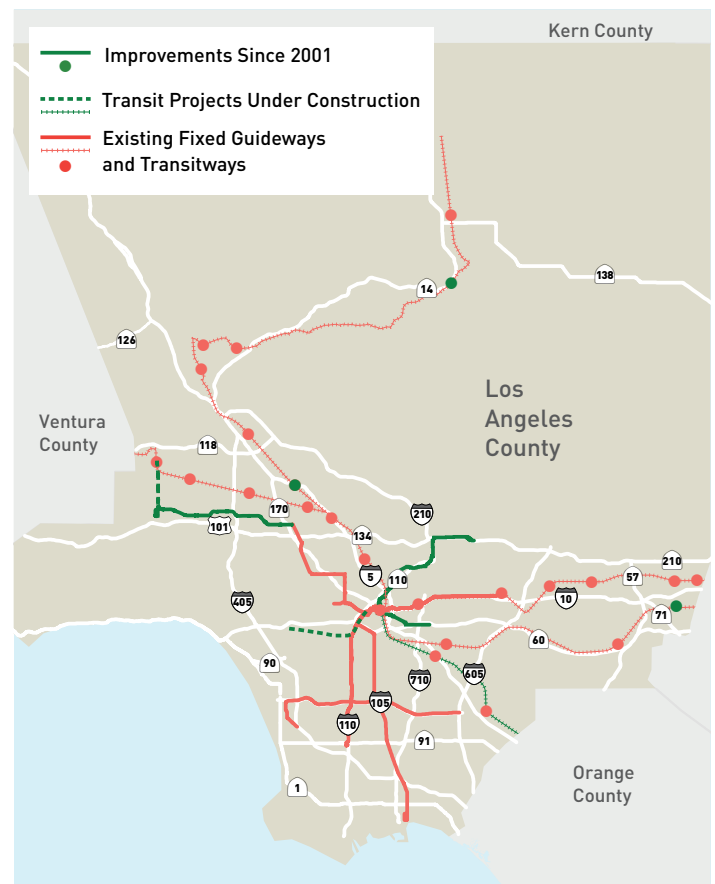 Kern County
Improvements Since 2001
Transit Projects Under Construction
Existing Fixed Guideways
and Transitways
138
14
126
Los
Angeles
County
Ventura
County
118
170
210
101
134
210
5
110
57
10
405
71
60
90
605
710
105
110
91
Orange
County
1